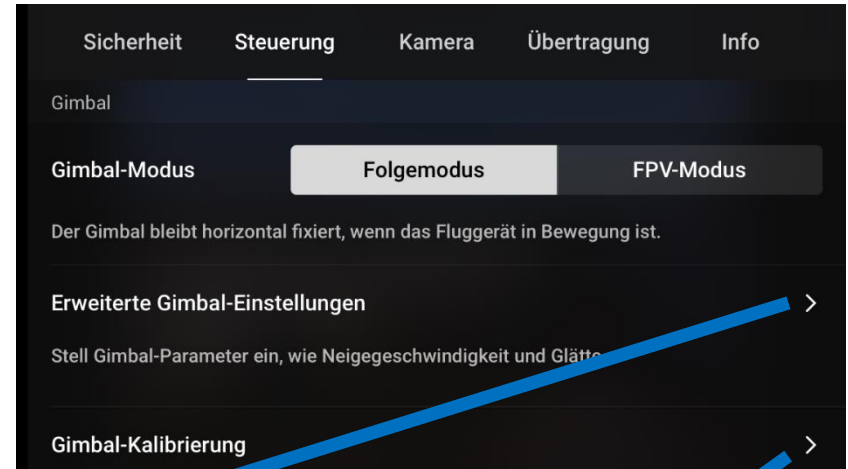 Sicherheit Steuerung Kamera Übertragung Info
Gimbal
Gimbal-Modus Folgemodus FPV-Modus
Der Gimbal bleibt horizontal fixiert, wenn das Fluggerät in Bewegung ist.
Erweiterte Gimbal-Einstellungen
Stell Gimbal-Parameter ein, wie Neigegeschwindigkeit und Glätte
Gimbal-Kalibrierung